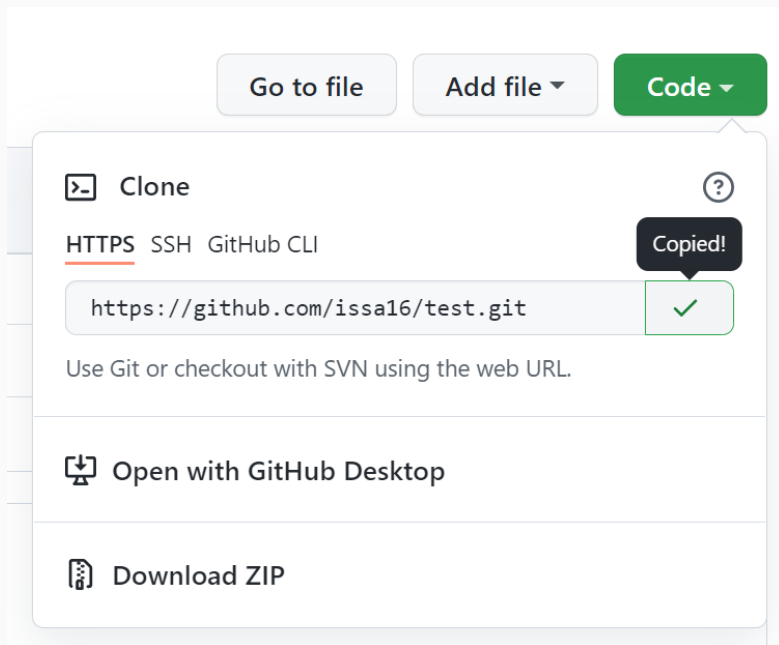 Go to file Add file Code
Clone
HTTPS SSH GitHub CLI
Copied!
https://github.com/issa16/test.git
Use Git or checkout with SVN using the web URL.
Open with GitHub Desktop
Download ZIP